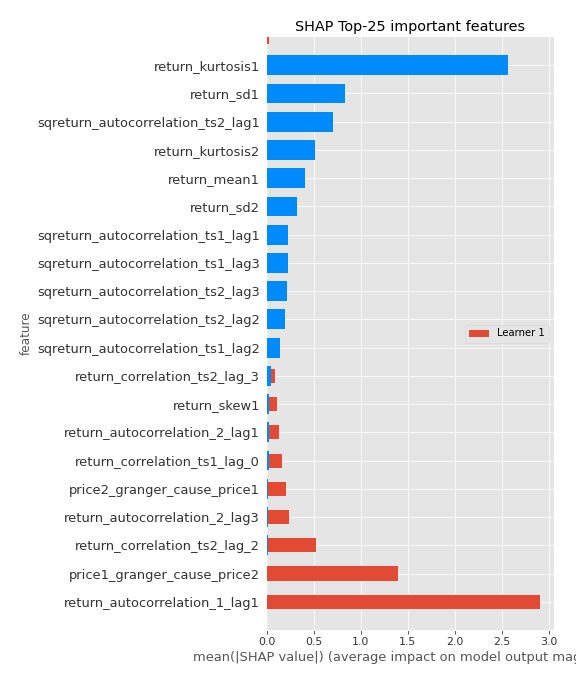 SHAP Top-25 important features
return_kurtosis1
return_sd1
sqreturn_autocorrelation_ts2_lag1
return_kurtosis2
return_mean1
return_sd2
sqreturn_autocorrelation_ts1_lag1
sqreturn_autocorrelation_ts1_lag3
sqreturn_autocorrelation_ts2_lag3
sqreturn_autocorrelation_ts2_lag2
sqreturn_autocorrelation_ts1_lag2
return_correlation_ts2_lag_3
return_skew1
return_autocorrelation_2_lag1
return_correlation_ts1_lag_0
price2_granger_cause_price1
return_autocorrelation_2_lag3
return_correlation_ts2_lag_2
price1_granger_cause_price2
return_autocorrelation_1_lag1
feature
Learner 1
0.0 0.5 1.0 1.5 2.0 2.5 3.0
mean(|SHAP value|) (average impact on model output mag